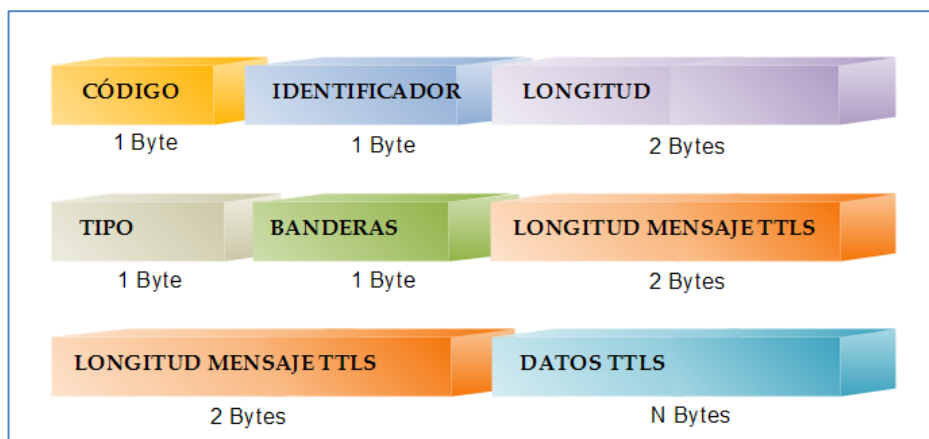 CÓDIGO IDENTIFICADOR LONGITUD
1 Byte 1 Byte 2 Bytes
TIPO BANDERAS LONGITUD MENSAJE TTLS
1 Byte 1 Byte 2 Bytes
LONGITUD MENSAJE TTLS DATOS TTLS
2 Bytes N Bytes